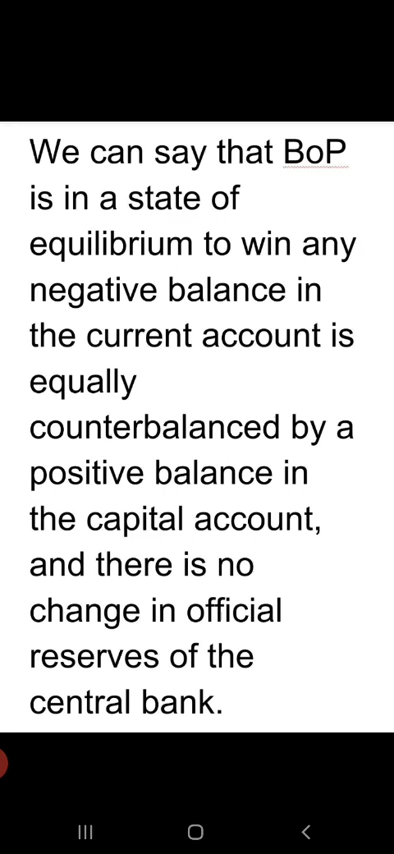 We can say that BoP
is in a state of
equilibrium to win any
negative balance in
the current account is
equally
counterbalanced by a
positive balance in
the capital account,
and there is no
change in official
reserves of the
central bank.